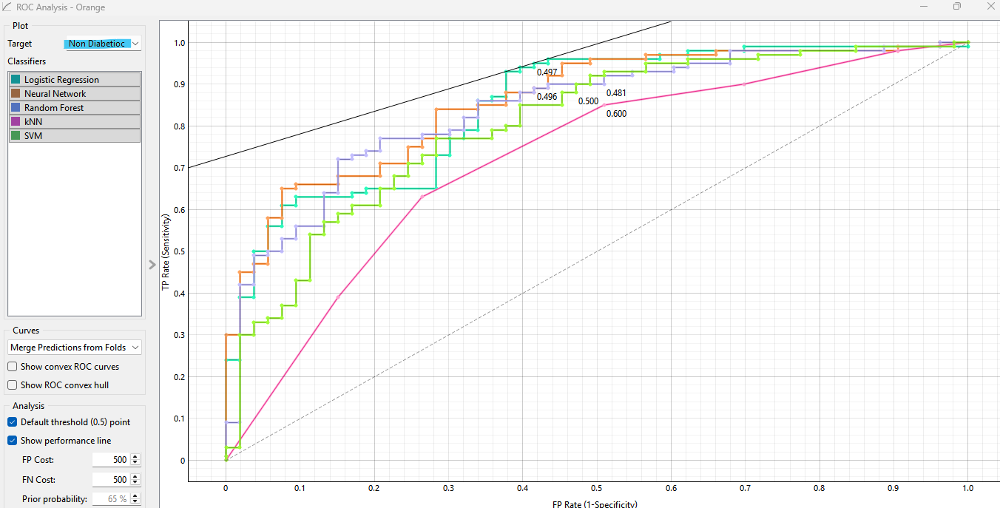 ROC Analysis - Orange
Plot
Target Non Diabetioc
Classifiers
Logistic Regression
Neural Network
Random Forest
kNN
SVM
Curves
Merge Predictions from Folds
Show convex ROC curves
Show ROC convex hull
Analysis
Default threshold (0.5) point
Show performance line
FP Cost: 500
FN Cost: 500
Prior probability: 65 %
TP Rate (Sensitivity)
1.0
0.9
0.8
0.7
0.6
0.5
0.4
0.3
0.2
0.1
0
0.497
0.496
0.500
0.481
0.600
0 0.1 0.2 0.3 0.4 0.5 0.6 0.7 0.8 0.9 1.0
FP Rate (1-Specificity)